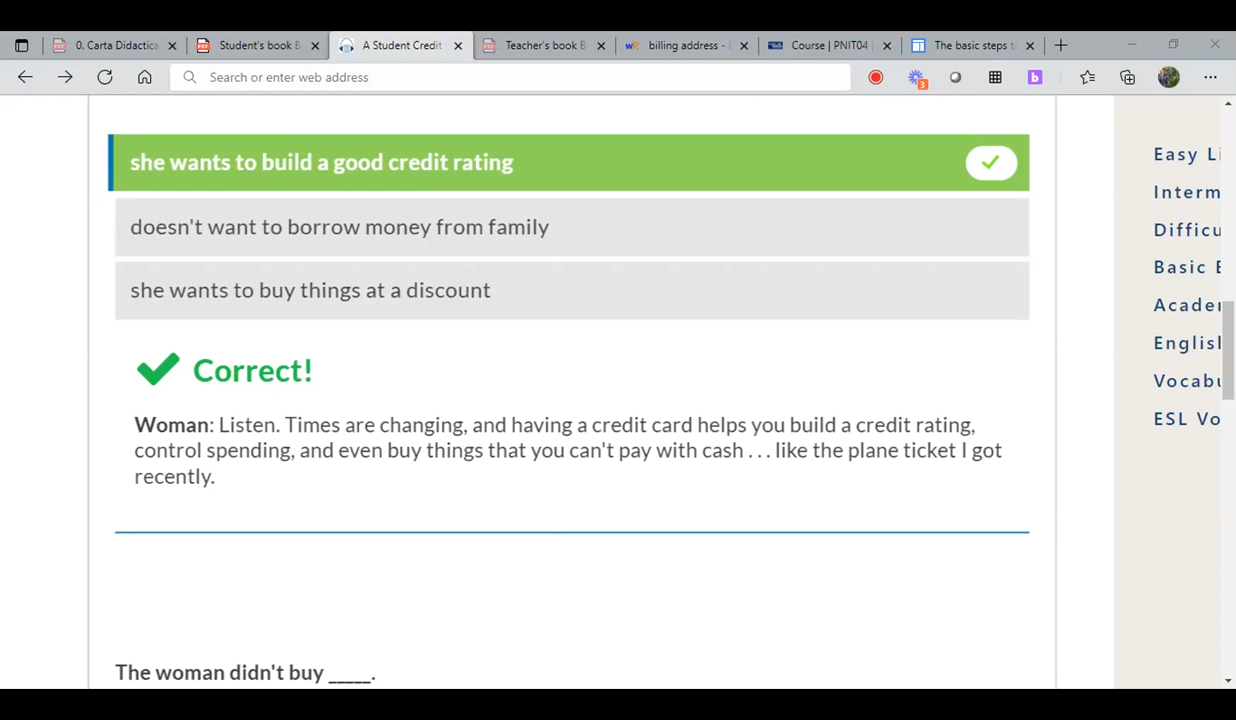 0. Carta Didactica
Student's book B
A Student Credit
Teacher's book B
billing address -
Course | PNIT04
The basic steps t
Search or enter web address
3
b
she wants to build a good credit rating
doesn't want to borrow money from family
she wants to buy things at a discount
Correct!
Woman: Listen. Times are changing, and having a credit card helps you build a credit rating,
control spending, and even buy things that you can't pay with cash . . . like the plane ticket I got
recently.
The woman didn't buy _____.
Easy Li
Interm
Difficu
Basic E
Acader
English
Vocabu
ESL Vo